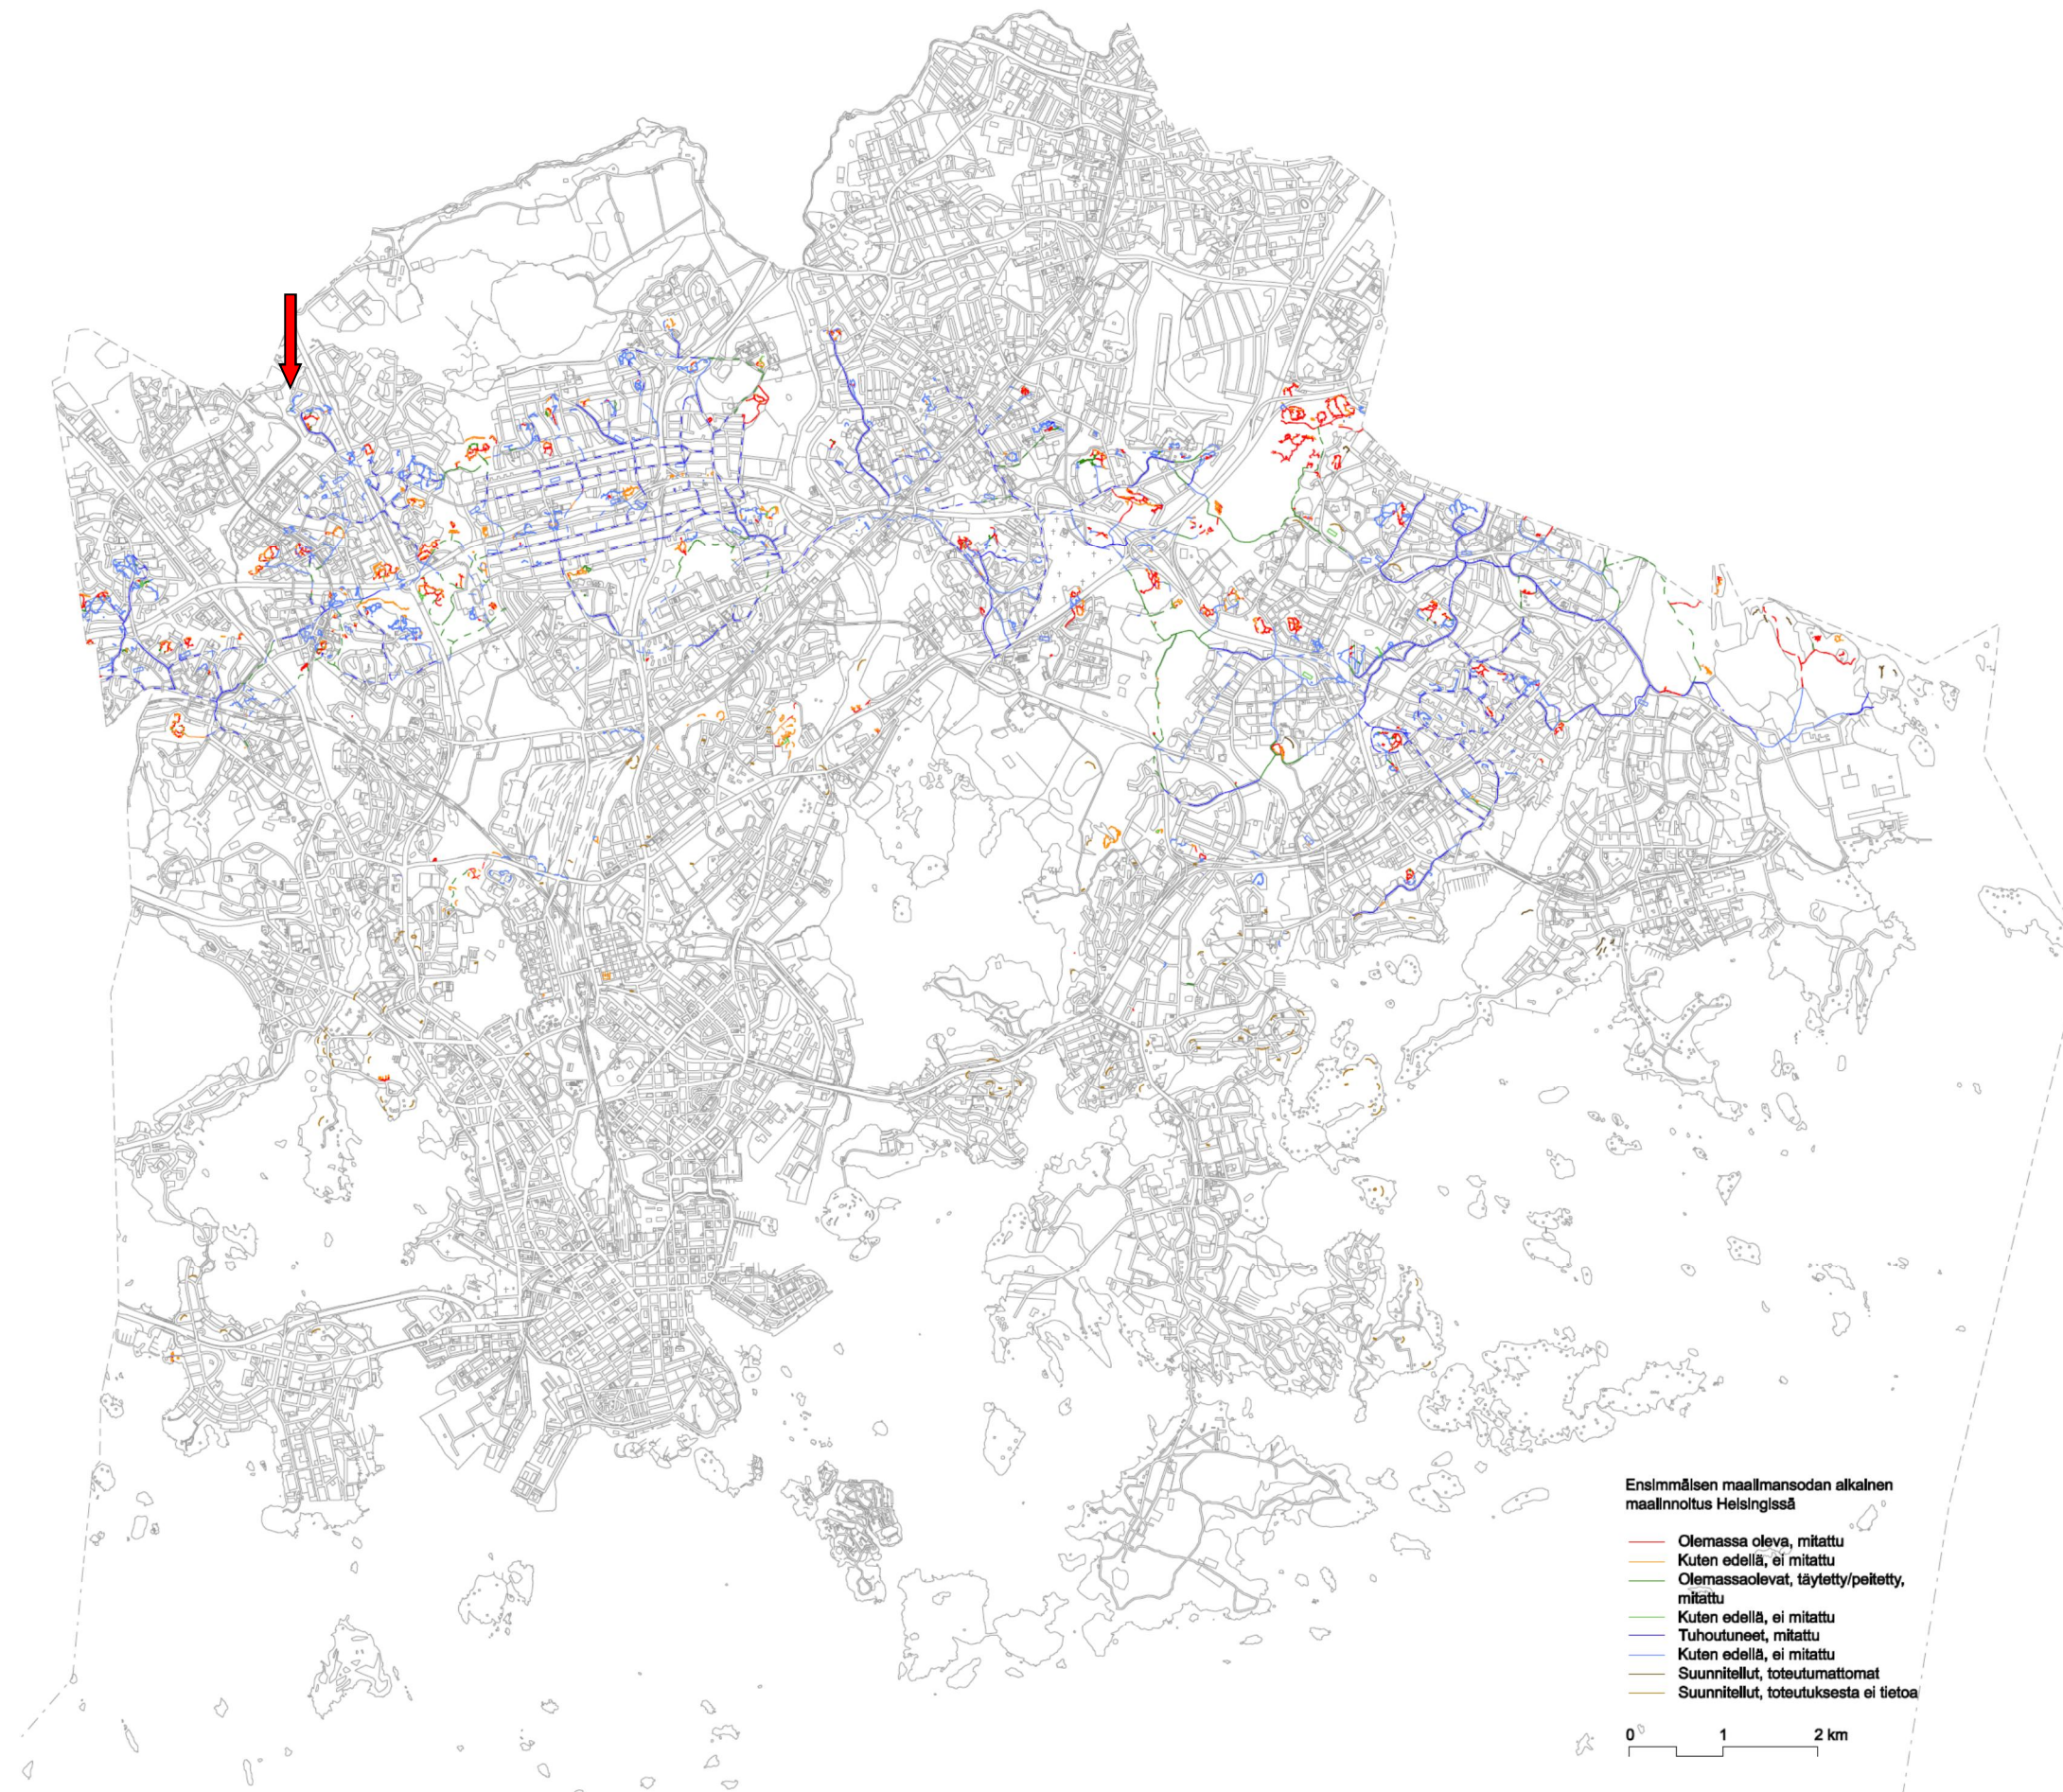 Ensimmäisen maailmansodan aikainen
maalinnoitus Helsingissä
Olemassa oleva, mitattu
Kuten edellä, ei mitattu
Olemassaolevat, täytetty/peitetty,
mitattu
Kuten edellä, ei mitattu
Tuhoutuneet, mitattu
Kuten edellä, ei mitattu
Suunnitellut, toteutumattomat
Suunnitellut, toteutuksesta ei tietoa
0 1 2 km